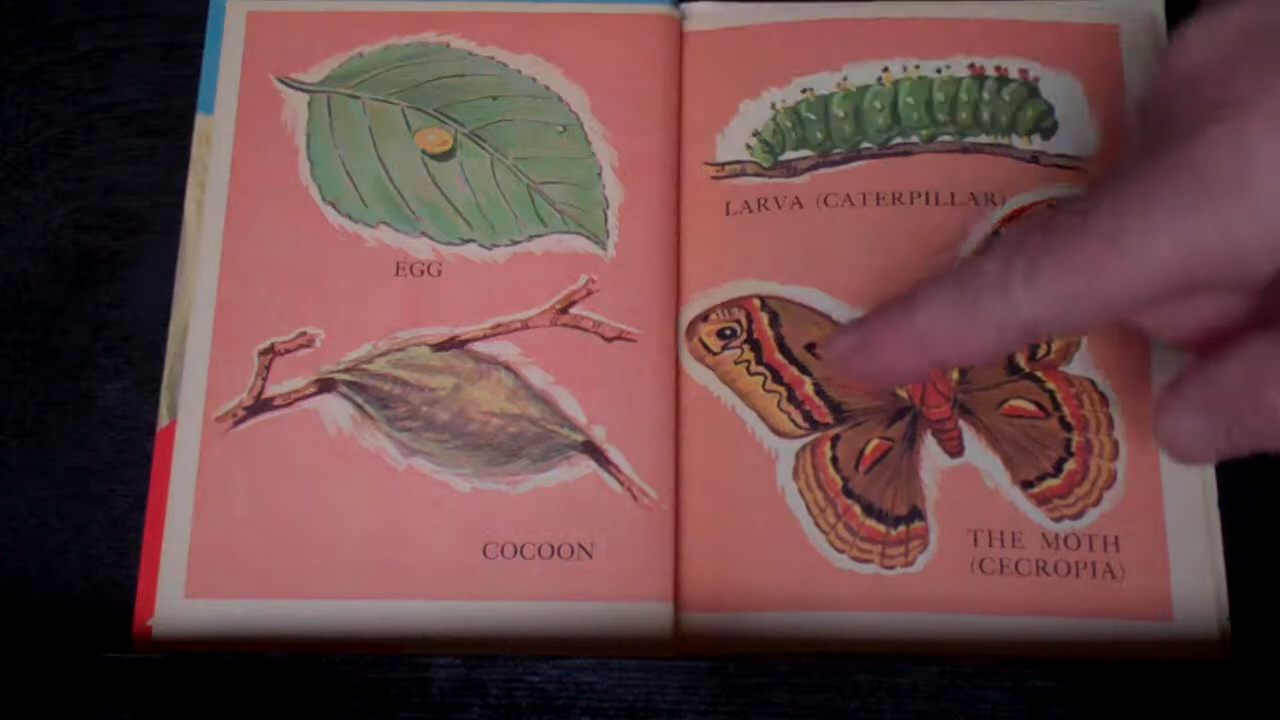 EGG
COCOON
LARVA (CATERPILLAR)
THE MOTH
(CECROPIA)